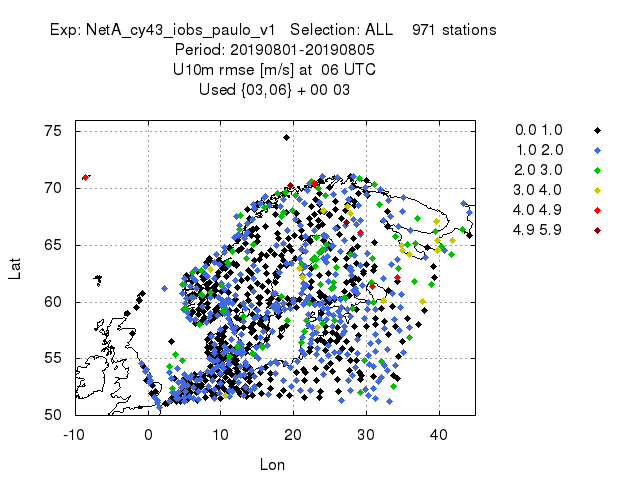 Exp: NetA_cy43_iobs_paulo_v1 Selection: ALL 971 stations
Period: 20190801-20190805
U10m rmse [m/s] at 06 UTC
Used {03,06} + 00 03
75
70
65
60
55
50
Lat
-10 0 10 20 30 40
Lon
0.0 1.0
1.0 2.0
2.0 3.0
3.0 4.0
4.0 4.9
4.9 5.9